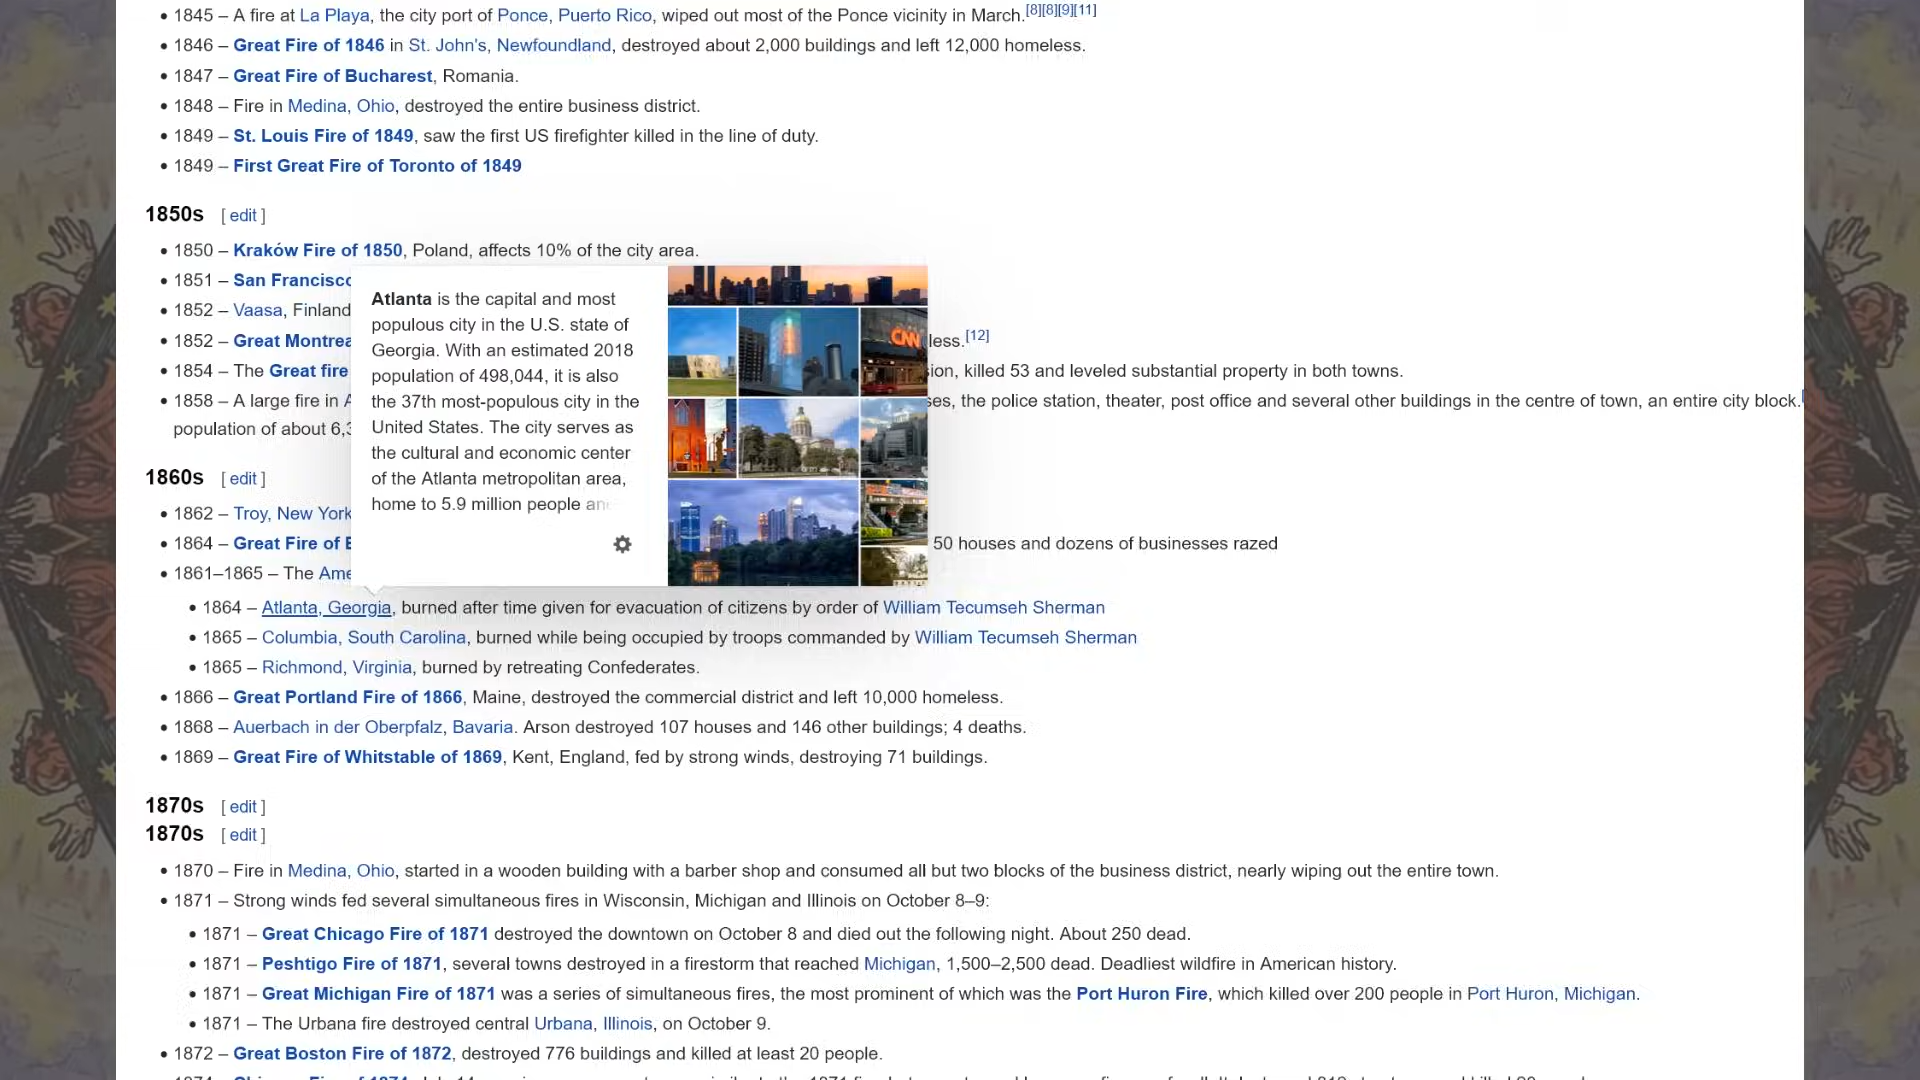 • 1845 – A fire at La Playa, the city port of Ponce, Puerto Rico, wiped out most of the Ponce vicinity in March.[8][8][9][11]
• 1846 – Great Fire of 1846 in St. John's, Newfoundland, destroyed about 2,000 buildings and left 12,000 homeless.
• 1847 – Great Fire of Bucharest, Romania.
• 1848 – Fire in Medina, Ohio, destroyed the entire business district.
• 1849 – St. Louis Fire of 1849, saw the first US firefighter killed in the line of duty.
• 1849 – First Great Fire of Toronto of 1849
1850s [ edit ]
• 1850 – Kraków Fire of 1850, Poland, affects 10% of the city area.
• 1851 – San Francisco
• 1852 – Vaasa, Finland
• 1852 – Great Montrea less.[12]
• 1854 – The Great fire sion, killed 53 and leveled substantial property in both towns.
• 1858 – A large fire in A ses, the police station, theater, post office and several other buildings in the centre of town, an entire city block.
population of about 6,3
Atlanta is the capital and most
populous city in the U.S. state of
Georgia. With an estimated 2018
population of 498,044, it is also
the 37th most-populous city in the
United States. The city serves as
the cultural and economic center
of the Atlanta metropolitan area,
home to 5.9 million people an
CNN
1860s [ edit ]
• 1862 – Troy, New York
• 1864 – Great Fire of B 50 houses and dozens of businesses razed
• 1861–1865 – The Ame
• 1864 – Atlanta, Georgia, burned after time given for evacuation of citizens by order of William Tecumseh Sherman
• 1865 – Columbia, South Carolina, burned while being occupied by troops commanded by William Tecumseh Sherman
• 1865 – Richmond, Virginia, burned by retreating Confederates.
• 1866 – Great Portland Fire of 1866, Maine, destroyed the commercial district and left 10,000 homeless.
• 1868 – Auerbach in der Oberpfalz, Bavaria. Arson destroyed 107 houses and 146 other buildings; 4 deaths.
• 1869 – Great Fire of Whitstable of 1869, Kent, England, fed by strong winds, destroying 71 buildings.
1870s [ edit ]
1870s [ edit ]
• 1870 – Fire in Medina, Ohio, started in a wooden building with a barber shop and consumed all but two blocks of the business district, nearly wiping out the entire town.
• 1871 – Strong winds fed several simultaneous fires in Wisconsin, Michigan and Illinois on October 8–9:
• 1871 – Great Chicago Fire of 1871 destroyed the downtown on October 8 and died out the following night. About 250 dead.
• 1871 – Peshtigo Fire of 1871, several towns destroyed in a firestorm that reached Michigan, 1,500–2,500 dead. Deadliest wildfire in American history.
• 1871 – Great Michigan Fire of 1871 was a series of simultaneous fires, the most prominent of which was the Port Huron Fire, which killed over 200 people in Port Huron, Michigan.
• 1871 – The Urbana fire destroyed central Urbana, Illinois, on October 9.
• 1872 – Great Boston Fire of 1872, destroyed 776 buildings and killed at least 20 people.